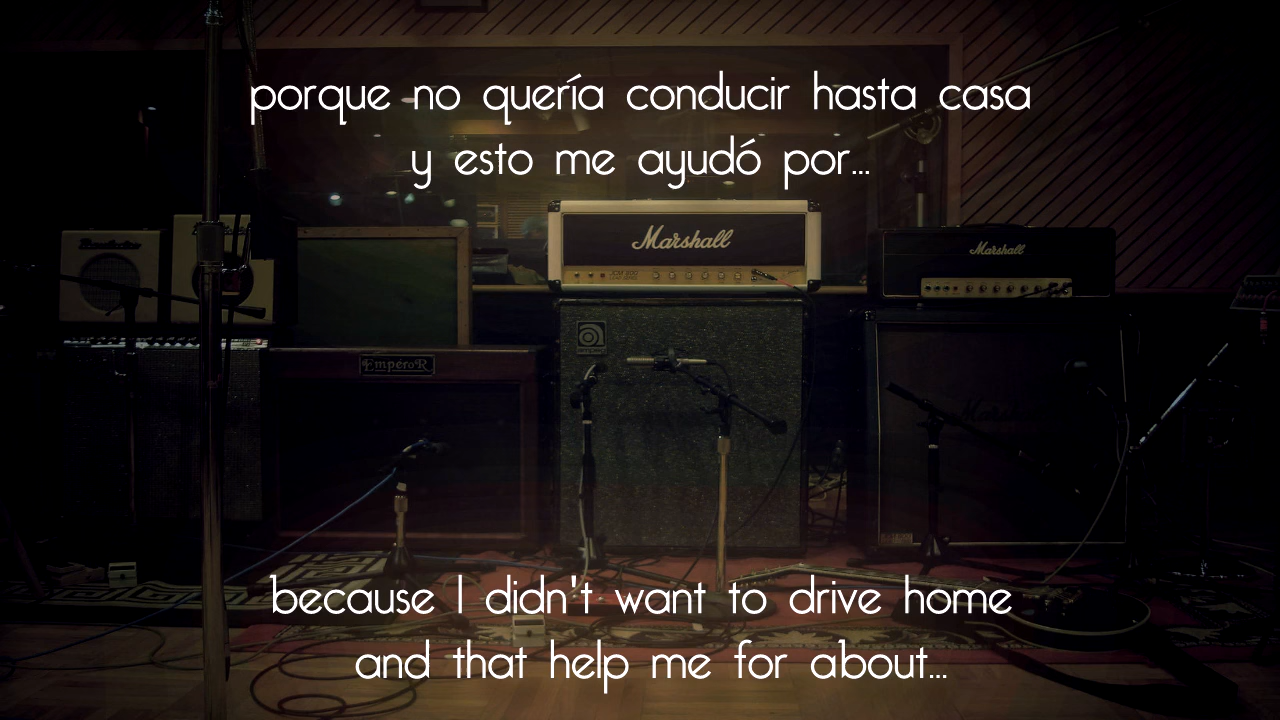 porque no quería conducir hasta casa
y esto me ayudó por...
Marshall
Marshall
EmpéroR
because I didn't want to drive home
and that help me for about...